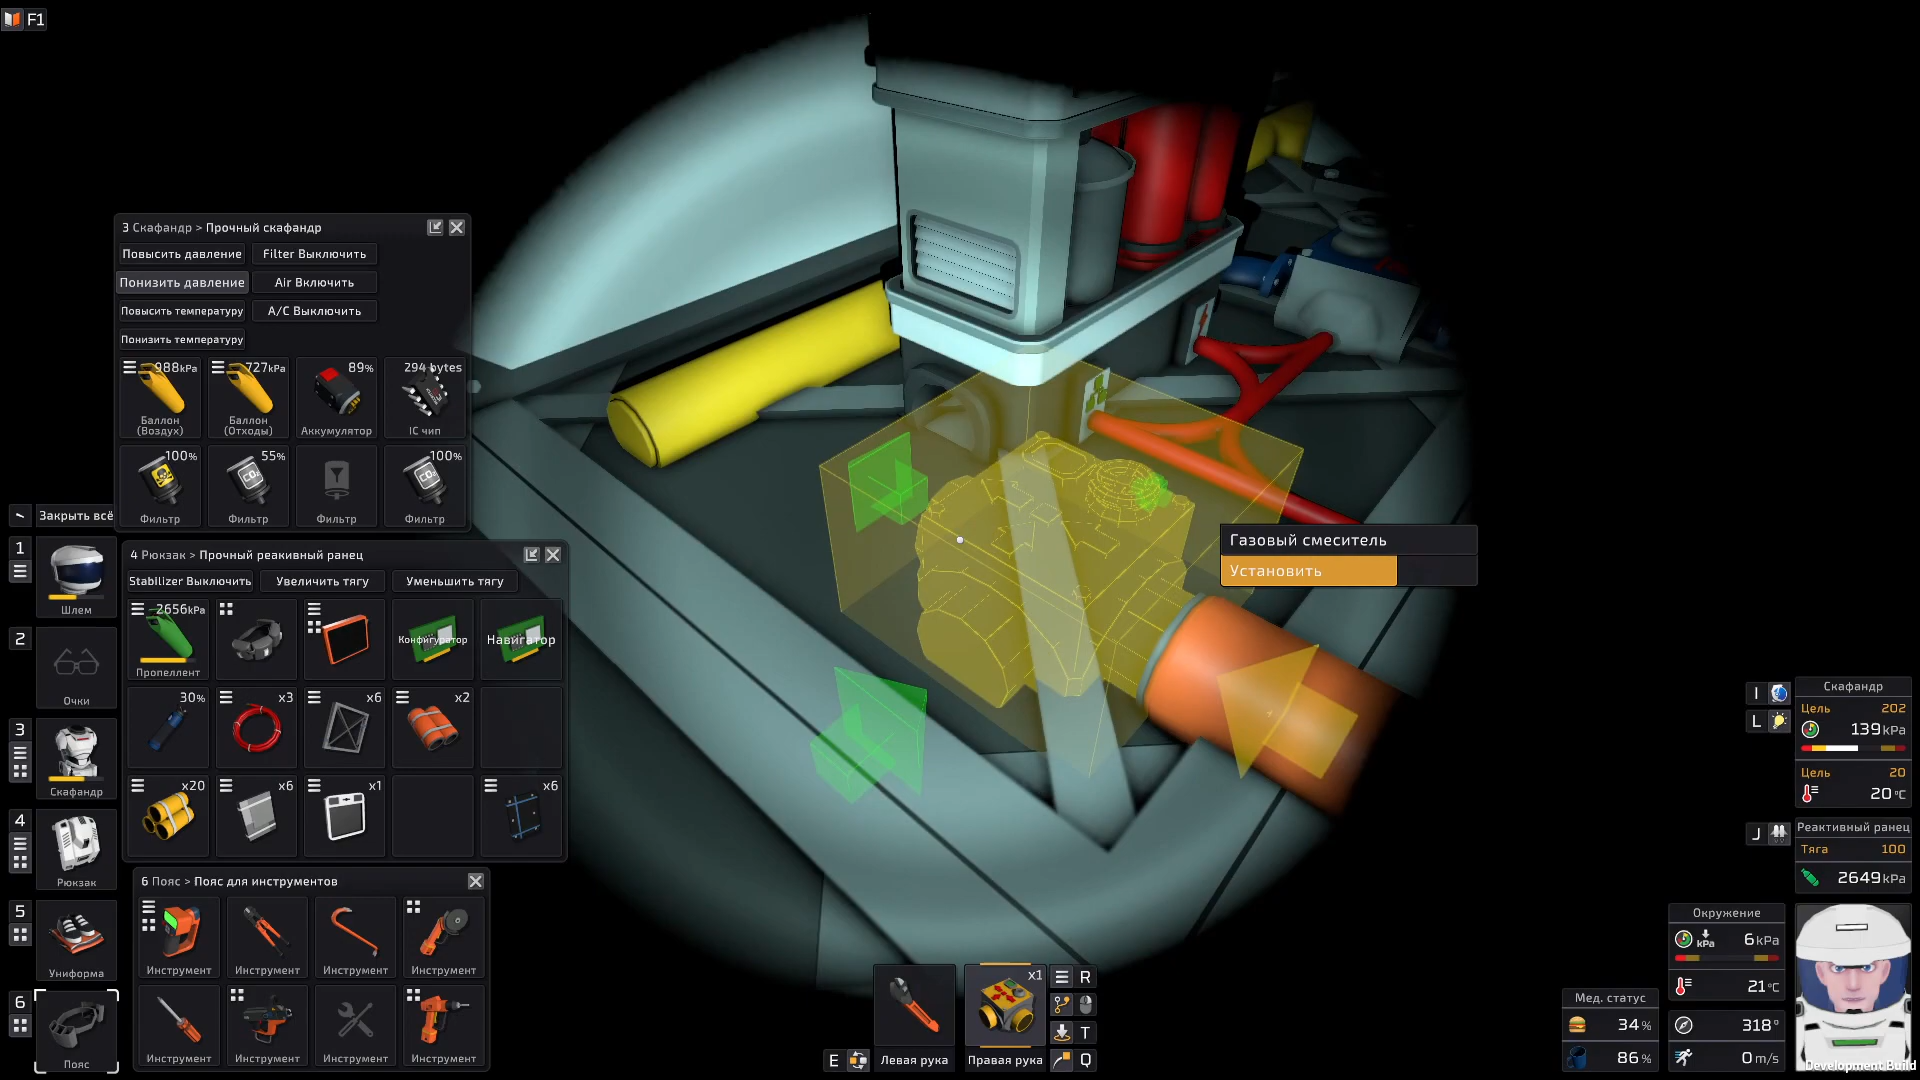 F1
3 Скафандр > Прочный скафандр
Повысить давление
Filter Выключить
Понизить давление
Air Включить
Повысить температуру
A/C Выключить
Понизить температуру
988kPa
Баллон
(Воздух)
727kPa
Баллон
(Отходы)
89%
Аккумулятор
294 bytes
IC чип
100%
Фильтр
55%
Фильтр
Фильтр
100%
Фильтр
Закрыть всё
4 Рюкзак > Прочный реактивный ранец
Stabilizer Выключить
Увеличить тягу
Уменьшить тягу
2656kPa
Пропеллент
Конфигуратор
Навигатор
30%
x3
x6
x2
x20
x6
x1
x6
6 Пояс > Пояс для инструментов
Инструмент
Инструмент
Инструмент
Инструмент
Инструмент
Инструмент
Инструмент
Инструмент
1
Шлем
2
Очки
3
Скафандр
4
Рюкзак
5
Униформа
6
Пояс
Газовый смеситель
Установить
E
Левая рука
x1
Правая рука
R
T
Q
I
L
Скафандр
Цель 202
139kPa
Цель 20
20°C
J
Реактивный ранец
Тяга 100
2649kPa
Окружение
kPa
6kPa
21°C
Мед. статус
34%
86%
318°
0m/s
Development Build